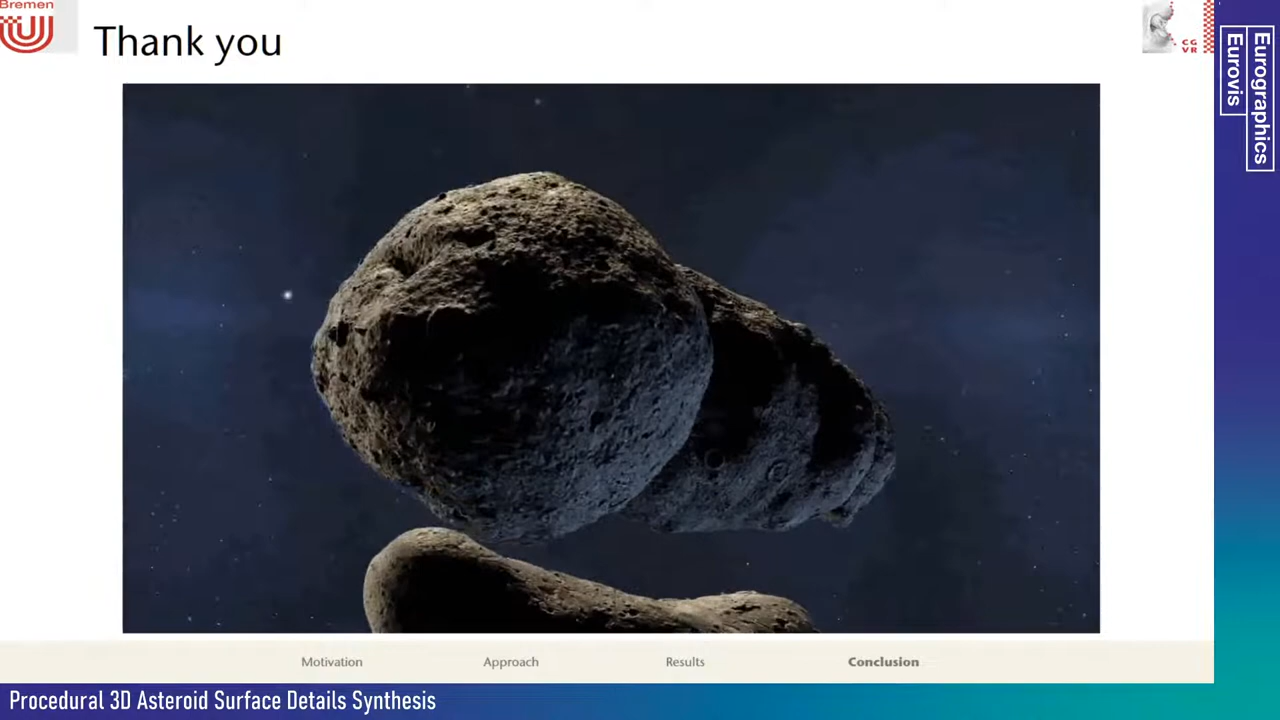 Bremen
Thank you
CG
VR
Eurographics
Eurovis
Motivation
Approach
Results
Conclusion
Procedural 3D Asteroid Surface Details Synthesis